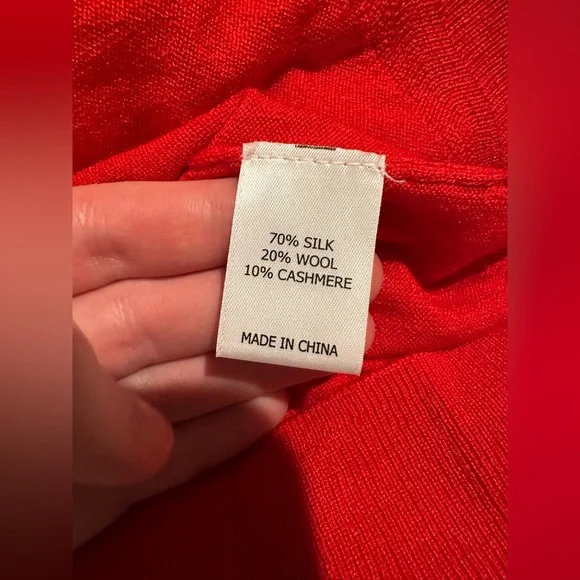 70% SILK
20% WOOL
10% CASHMERE
MADE IN CHINA